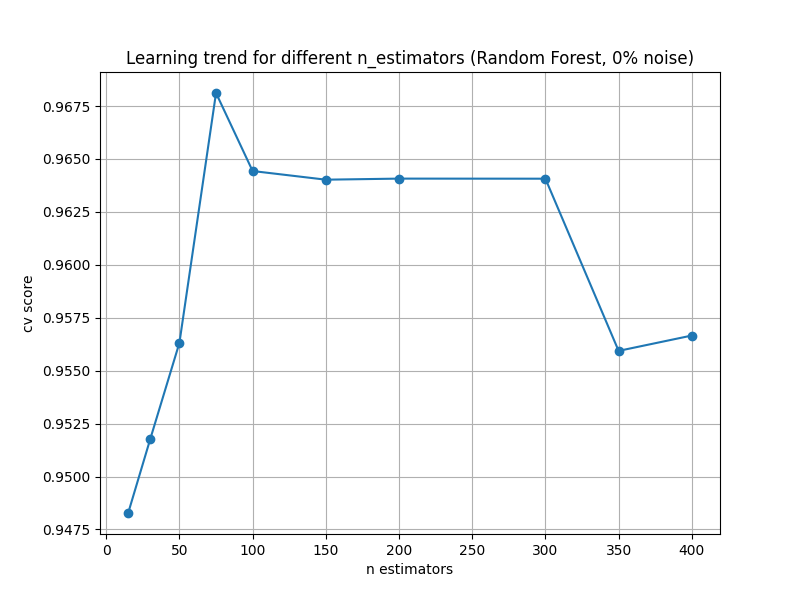 Learning trend for different n_estimators (Random Forest, 0% noise)
0.9675
0.9650
0.9625
0.9600
0.9575
0.9550
0.9525
0.9500
0.9475
cv score
0 50 100 150 200 250 300 350 400
n estimators